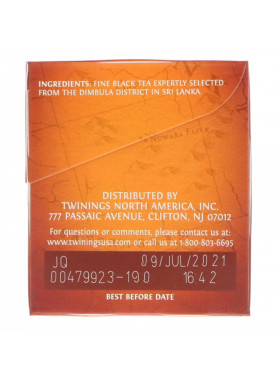 INGREDIENTS: FINE BLACK TEA EXPERTLY SELECTED
FROM THE DIMBULA DISTRICT IN SRI LANKA.
NUWARA ELIYA
DISTRIBUTED BY
TWININGS NORTH AMERICA, INC.
777 PASSAIC AVENUE, CLIFTON, NJ 07012
For questions or comments, please contact us at
www.twiningsusa.com or call us at 1-800-803-6695
JQ 09/JUL/2021
00479923-190 16:42
BEST BEFORE DATE